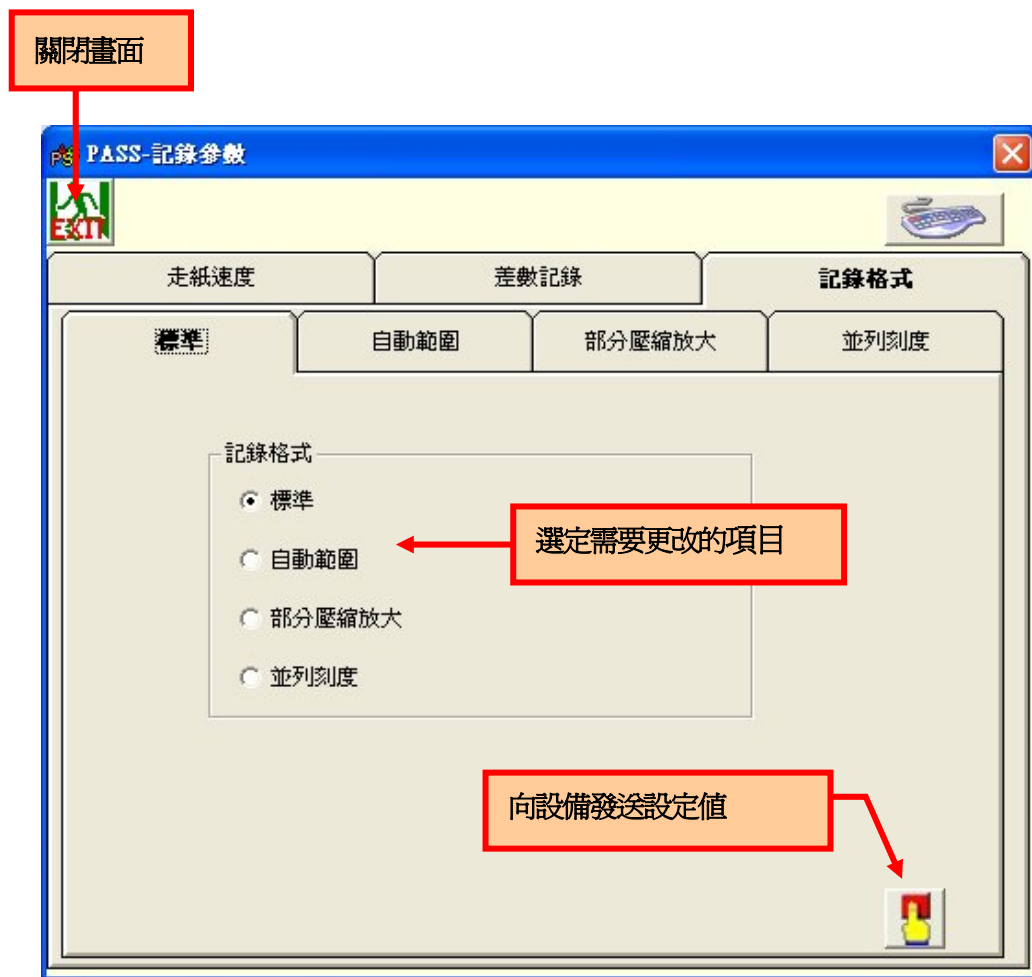 關閉畫面
PASS-記錄參數
EXIT
走紙速度
差數記錄
記錄格式
標準
自動範圍
部分壓縮放大
並列刻度
記錄格式
標準
自動範圍
部分壓縮放大
並列刻度
選定需要更改的項目
向設備發送設定值